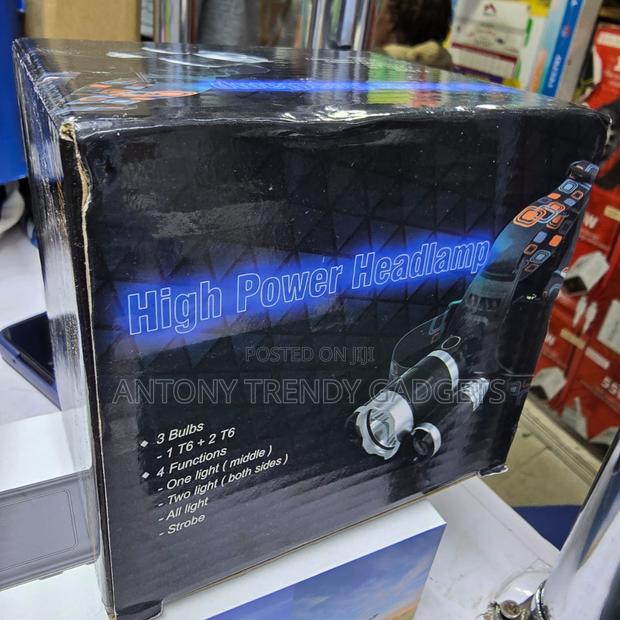 High Power Headlamp
POSTED ON JIJI
ANTONY TRENDY GADGETS
3 Bulbs
- 1 T6 + 2 T6
4 Functions
- One light ( middle )
- Two light ( both sides )
- All light
- Strobe